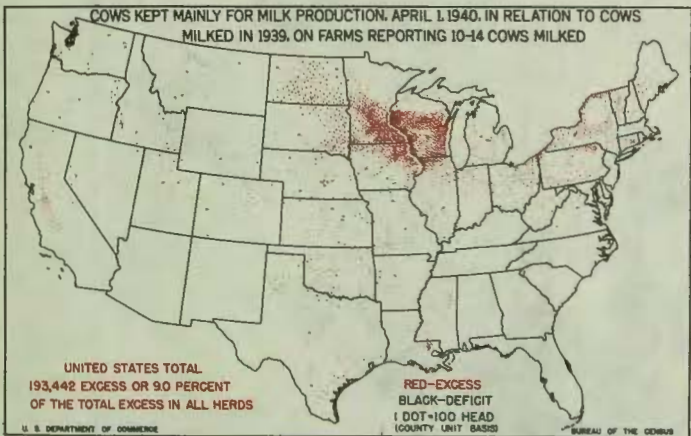 COWS KEPT MAINLY FOR MILK PRODUCTION, APRIL 1, 1940, IN RELATION TO COWS
MILKED IN 1939, ON FARMS REPORTING 10-14 COWS MILKED
UNITED STATES TOTAL
193,442 EXCESS OR 9.0 PERCENT
OF THE TOTAL EXCESS IN ALL HERDS
RED-EXCESS
BLACK-DEFICIT
1 DOT=100 HEAD
(COUNTY UNIT BASIS)
U. S. DEPARTMENT OF COMMERCE
BUREAU OF THE CENSUS